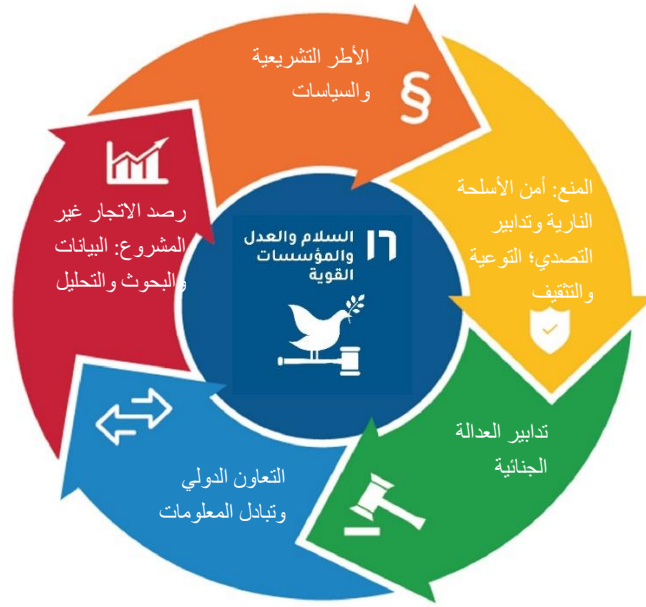 الأطر التشريعية
والسياسات
§
المنع: أمن الأسلحة
النارية وتدابير
التصدي؛ التوعية
والتثقيف
تدابير العدالة
الجنائية
التعاون الدولي
وتبادل المعلومات
رصد الاتجار غير
المشروع: البيانات
والبحوث والتحليل
١٦ السلام والعدل
والمؤسسات
القوية